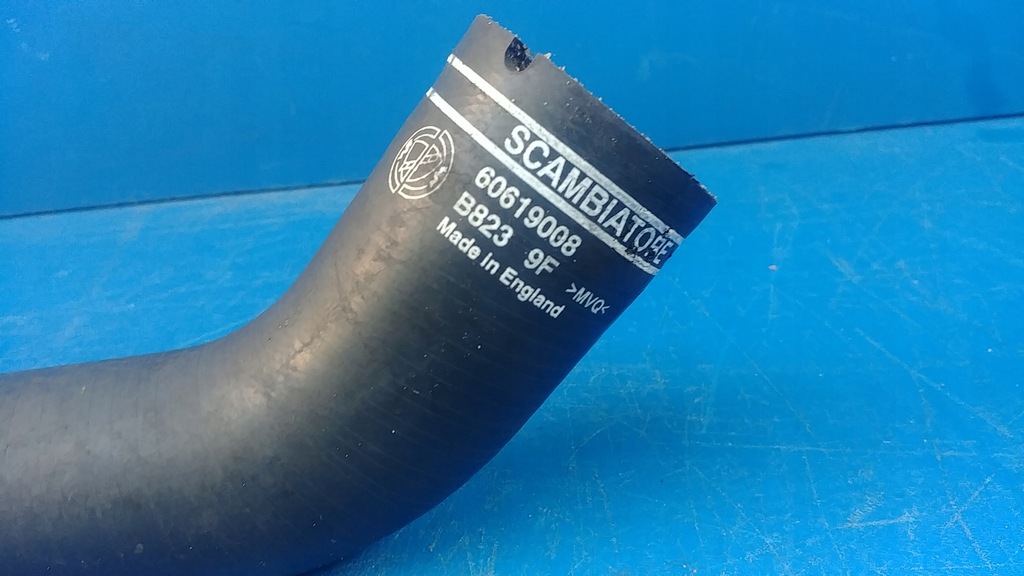 SCAMBIATORE
60619008
B823 9F
Made in England >MVQ<